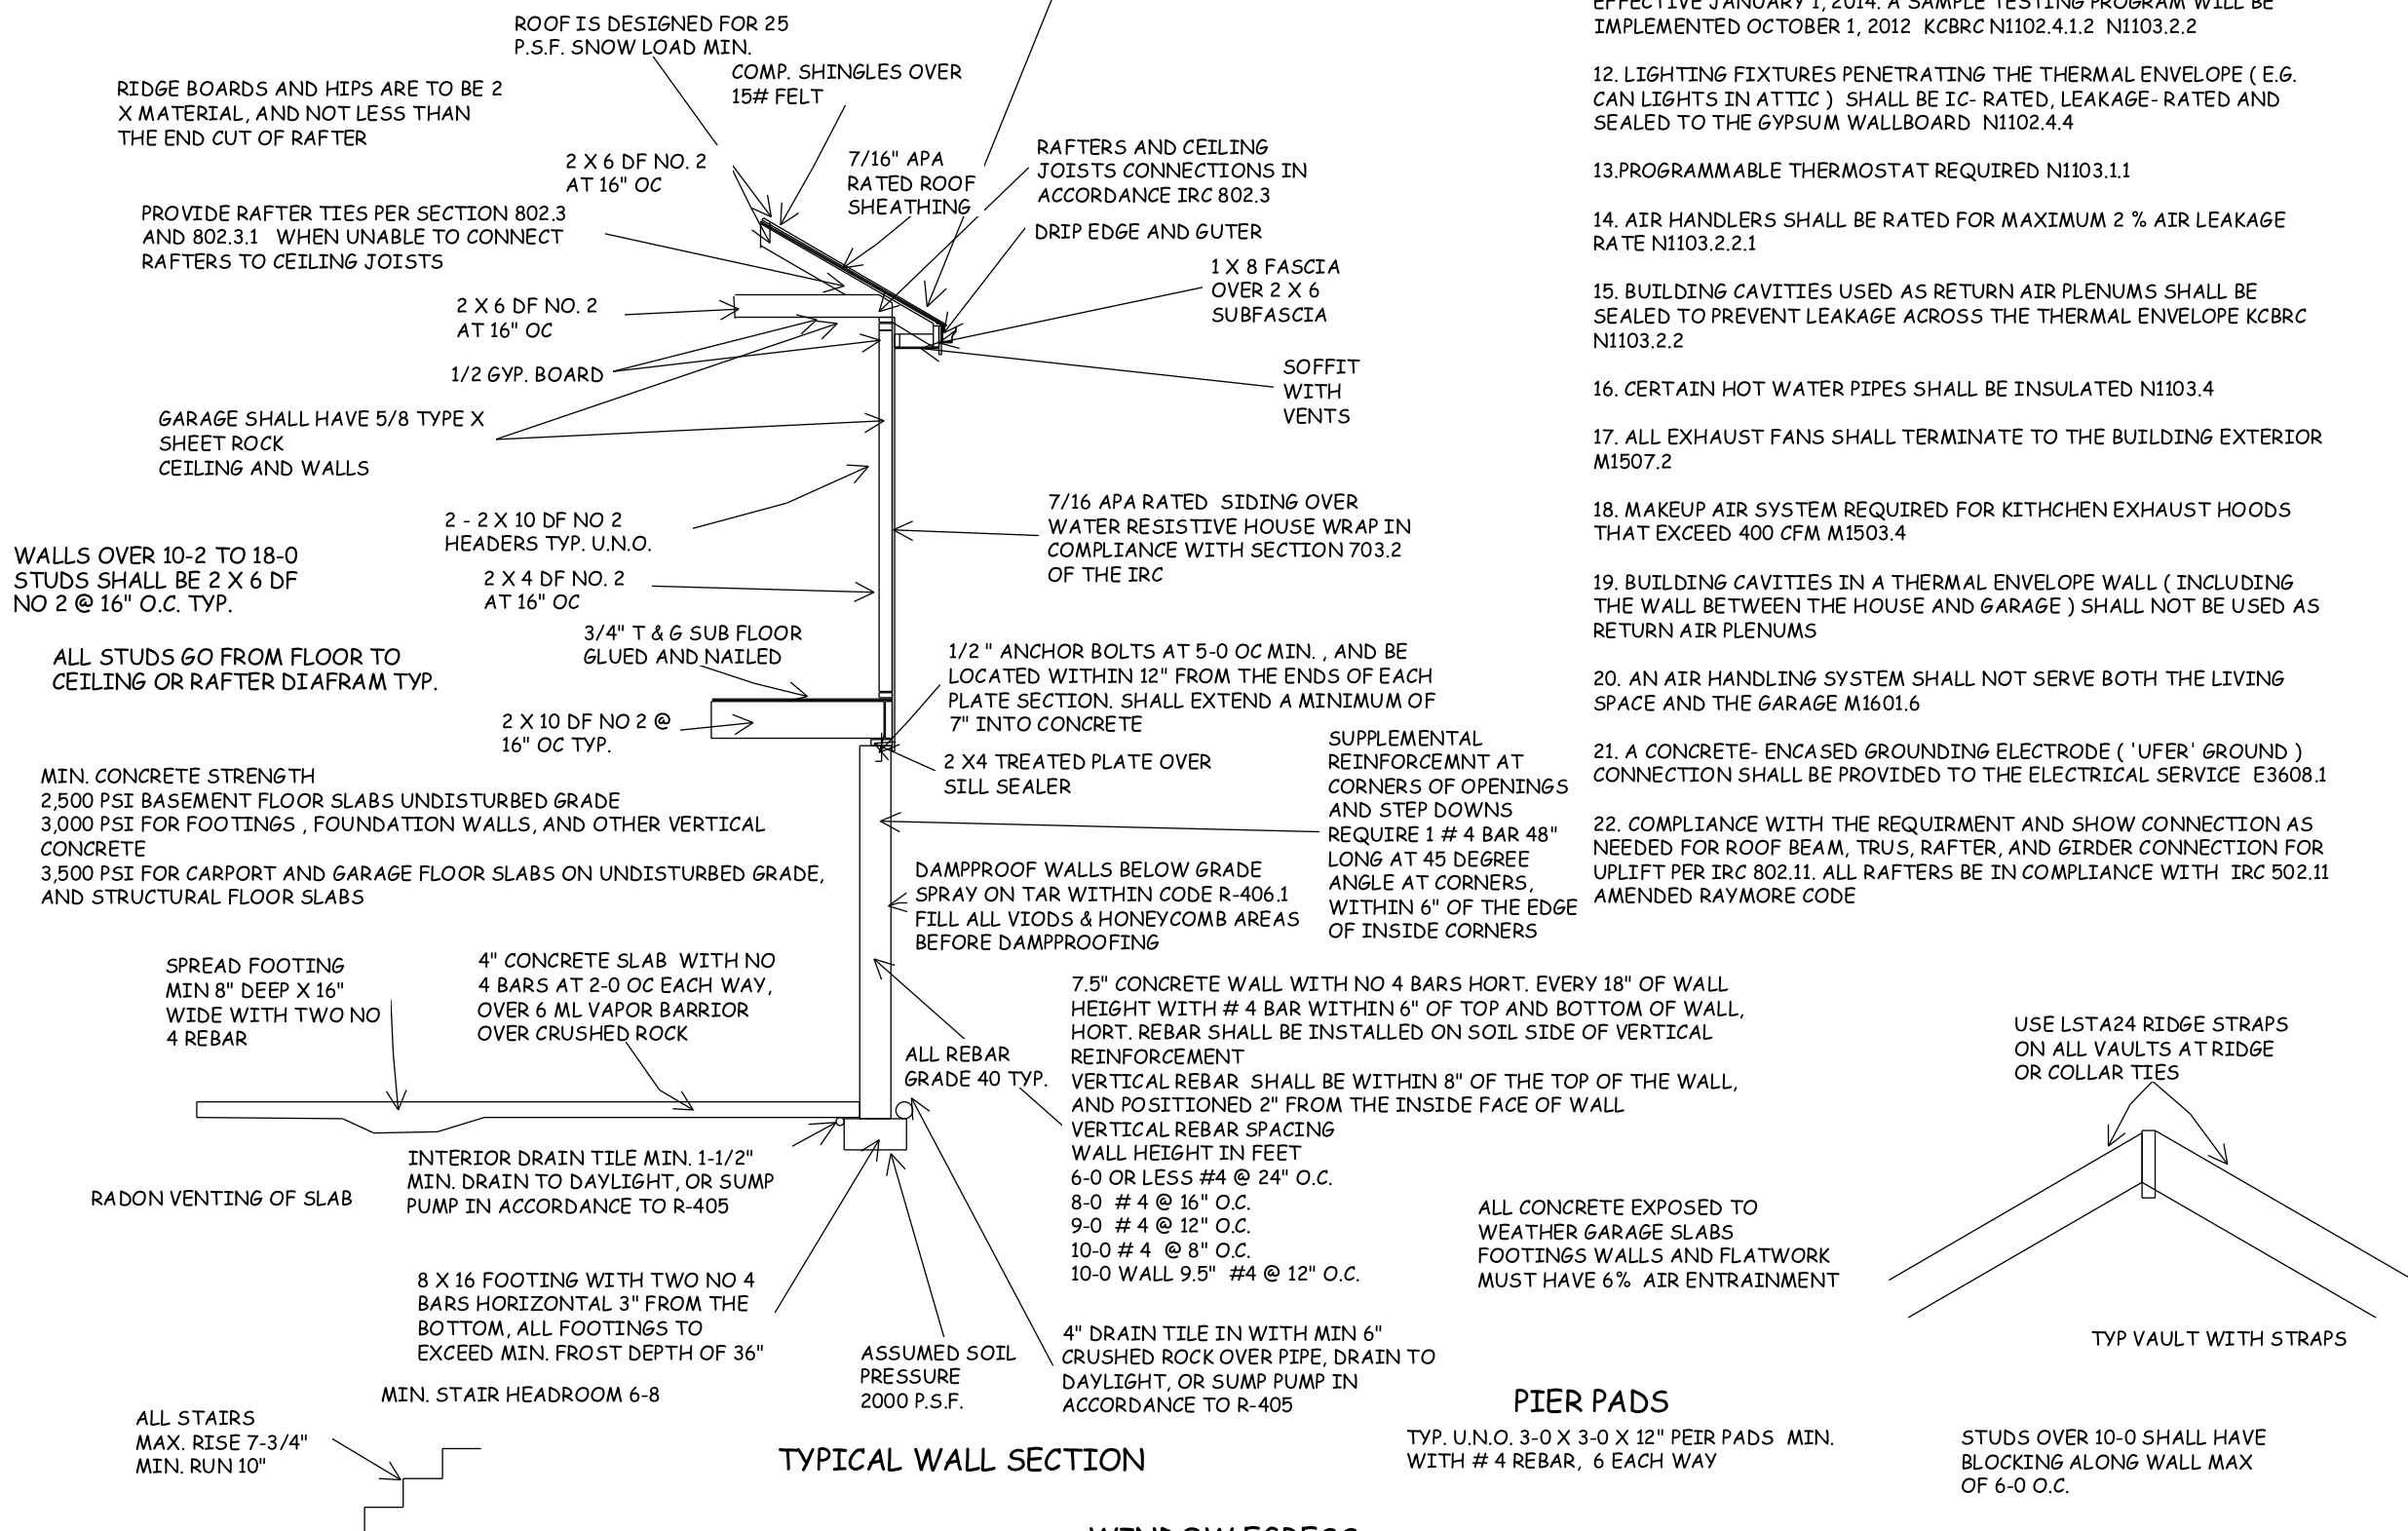 ROOF IS DESIGNED FOR 25
P.S.F. SNOW LOAD MIN.
COMP. SHINGLES OVER
15# FELT
RIDGE BOARDS AND HIPS ARE TO BE 2
X MATERIAL, AND NOT LESS THAN
THE END CUT OF RAFTER
2 X 6 DF NO. 2
AT 16" OC
7/16" APA
RATED ROOF
SHEATHING
RAFTERS AND CEILING
JOISTS CONNECTIONS IN
ACCORDANCE IRC 802.3
PROVIDE RAFTER TIES PER SECTION 802.3
AND 802.3.1 WHEN UNABLE TO CONNECT
RAFTERS TO CEILING JOISTS
DRIP EDGE AND GUTER
1 X 8 FASCIA
OVER 2 X 6
SUBFASCIA
2 X 6 DF NO. 2
AT 16" OC
1/2 GYP. BOARD
SOFFIT
WITH
VENTS
GARAGE SHALL HAVE 5/8 TYPE X
SHEET ROCK
CEILING AND WALLS
2 - 2 X 10 DF NO 2
HEADERS TYP. U.N.O.
7/16 APA RATED SIDING OVER
WATER RESISTIVE HOUSE WRAP IN
COMPLIANCE WITH SECTION 703.2
OF THE IRC
WALLS OVER 10-2 TO 18-0
STUDS SHALL BE 2 X 6 DF
NO 2 @ 16" O.C. TYP.
2 X 4 DF NO. 2
AT 16" OC
3/4" T & G SUB FLOOR
GLUED AND NAILED
ALL STUDS GO FROM FLOOR TO
CEILING OR RAFTER DIAFRAM TYP.
1/2 " ANCHOR BOLTS AT 5-0 OC MIN. , AND BE
LOCATED WITHIN 12" FROM THE ENDS OF EACH
PLATE SECTION. SHALL EXTEND A MINIMUM OF
7" INTO CONCRETE
2 X 10 DF NO 2 @
16" OC TYP.
2 X4 TREATED PLATE OVER
SILL SEALER
SUPPLEMENTAL
REINFORCEMNT AT
CORNERS OF OPENINGS
AND STEP DOWNS
REQUIRE 1 # 4 BAR 48"
LONG AT 45 DEGREE
ANGLE AT CORNERS,
WITHIN 6" OF THE EDGE
OF INSIDE CORNERS
MIN. CONCRETE STRENGTH
2,500 PSI BASEMENT FLOOR SLABS UNDISTURBED GRADE
3,000 PSI FOR FOOTINGS , FOUNDATION WALLS, AND OTHER VERTICAL
CONCRETE
3,500 PSI FOR CARPORT AND GARAGE FLOOR SLABS ON UNDISTURBED GRADE,
AND STRUCTURAL FLOOR SLABS
DAMPPROOF WALLS BELOW GRADE
SPRAY ON TAR WITHIN CODE R-406.1
FILL ALL VIODS & HONEYCOMB AREAS
BEFORE DAMPPROOFING
SPREAD FOOTING
MIN 8" DEEP X 16"
WIDE WITH TWO NO
4 REBAR
4" CONCRETE SLAB WITH NO
4 BARS AT 2-0 OC EACH WAY,
OVER 6 ML VAPOR BARRIOR
OVER CRUSHED ROCK
ALL REBAR
GRADE 40 TYP.
7.5" CONCRETE WALL WITH NO 4 BARS HORT. EVERY 18" OF WALL
HEIGHT WITH # 4 BAR WITHIN 6" OF TOP AND BOTTOM OF WALL,
HORT. REBAR SHALL BE INSTALLED ON SOIL SIDE OF VERTICAL
REINFORCEMENT
VERTICAL REBAR SHALL BE WITHIN 8" OF THE TOP OF THE WALL,
AND POSITIONED 2" FROM THE INSIDE FACE OF WALL
VERTICAL REBAR SPACING
WALL HEIGHT IN FEET
6-0 OR LESS #4 @ 24" O.C.
8-0 # 4 @ 16" O.C.
9-0 # 4 @ 12" O.C.
10-0 # 4 @ 8" O.C.
10-0 WALL 9.5" #4 @ 12" O.C.
INTERIOR DRAIN TILE MIN. 1-1/2"
MIN. DRAIN TO DAYLIGHT, OR SUMP
PUMP IN ACCORDANCE TO R-405
RADON VENTING OF SLAB
8 X 16 FOOTING WITH TWO NO 4
BARS HORIZONTAL 3" FROM THE
BOTTOM, ALL FOOTINGS TO
EXCEED MIN. FROST DEPTH OF 36"
ASSUMED SOIL
PRESSURE
2000 P.S.F.
4" DRAIN TILE IN WITH MIN 6"
CRUSHED ROCK OVER PIPE, DRAIN TO
DAYLIGHT, OR SUMP PUMP IN
ACCORDANCE TO R-405
MIN. STAIR HEADROOM 6-8
ALL STAIRS
MAX. RISE 7-3/4"
MIN. RUN 10"
TYPICAL WALL SECTION
EFFECTIVE JANUARY 1, 2014. A SAMPLE TESTING PROGRAM WILL BE
IMPLEMENTED OCTOBER 1, 2012 KCBRC N1102.4.1.2 N1103.2.2
12. LIGHTING FIXTURES PENETRATING THE THERMAL ENVELOPE ( E.G.
CAN LIGHTS IN ATTIC ) SHALL BE IC- RATED, LEAKAGE- RATED AND
SEALED TO THE GYPSUM WALLBOARD N1102.4.4
13.PROGRAMMABLE THERMOSTAT REQUIRED N1103.1.1
14. AIR HANDLERS SHALL BE RATED FOR MAXIMUM 2 % AIR LEAKAGE
RATE N1103.2.2.1
15. BUILDING CAVITIES USED AS RETURN AIR PLENUMS SHALL BE
SEALED TO PREVENT LEAKAGE ACROSS THE THERMAL ENVELOPE KCBRC
N1103.2.2
16. CERTAIN HOT WATER PIPES SHALL BE INSULATED N1103.4
17. ALL EXHAUST FANS SHALL TERMINATE TO THE BUILDING EXTERIOR
M1507.2
18. MAKEUP AIR SYSTEM REQUIRED FOR KITHCHEN EXHAUST HOODS
THAT EXCEED 400 CFM M1503.4
19. BUILDING CAVITIES IN A THERMAL ENVELOPE WALL ( INCLUDING
THE WALL BETWEEN THE HOUSE AND GARAGE ) SHALL NOT BE USED AS
RETURN AIR PLENUMS
20. AN AIR HANDLING SYSTEM SHALL NOT SERVE BOTH THE LIVING
SPACE AND THE GARAGE M1601.6
21. A CONCRETE- ENCASED GROUNDING ELECTRODE ( 'UFER' GROUND )
CONNECTION SHALL BE PROVIDED TO THE ELECTRICAL SERVICE E3608.1
22. COMPLIANCE WITH THE REQUIRMENT AND SHOW CONNECTION AS
NEEDED FOR ROOF BEAM, TRUS, RAFTER, AND GIRDER CONNECTION FOR
UPLIFT PER IRC 802.11. ALL RAFTERS BE IN COMPLIANCE WITH IRC 502.11
AMENDED RAYMORE CODE
USE LSTA24 RIDGE STRAPS
ON ALL VAULTS AT RIDGE
OR COLLAR TIES
ALL CONCRETE EXPOSED TO
WEATHER GARAGE SLABS
FOOTINGS WALLS AND FLATWORK
MUST HAVE 6% AIR ENTRAINMENT
TYP VAULT WITH STRAPS
PIER PADS
TYP. U.N.O. 3-0 X 3-0 X 12" PEIR PADS MIN.
WITH # 4 REBAR, 6 EACH WAY
STUDS OVER 10-0 SHALL HAVE
BLOCKING ALONG WALL MAX
OF 6-0 O.C.
WINDOW EGRESS